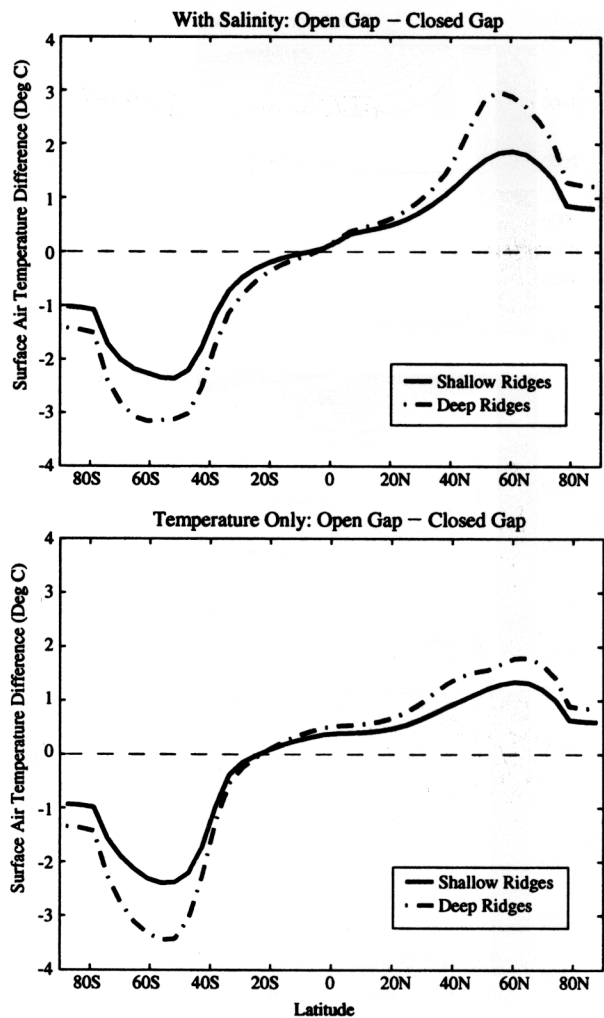 With Salinity: Open Gap — Closed Gap
Surface Air Temperature Difference (Deg C)
4
3
2
1
0
-1
-2
-3
-4
Shallow Ridges
Deep Ridges
80S 60S 40S 20S 0 20N 40N 60N 80N
Temperature Only: Open Gap — Closed Gap
Surface Air Temperature Difference (Deg C)
4
3
2
1
0
-1
-2
-3
-4
Shallow Ridges
Deep Ridges
80S 60S 40S 20S 0 20N 40N 60N 80N
Latitude